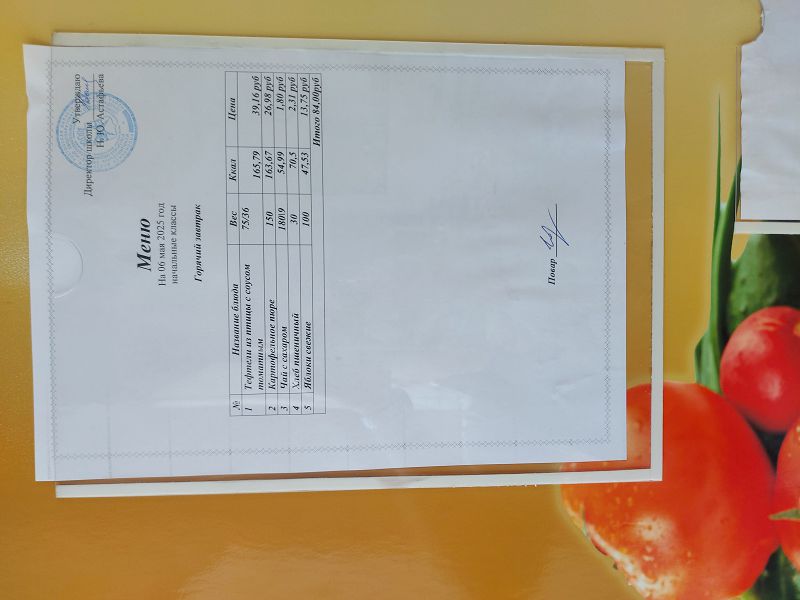 Утверждаю
Директор школы
Н.Ю. Астафьева
Меню
На 06 мая 2025 год
начальные классы
Горячий завтрак
№ Название блюда Вес Ккал Цена
1 Тефтели из птицы с соусом томатным 75/36 165,79 39,16 руб
2 Картофельное пюре 150 163,67 26,98 руб
3 Чай с сахаром 180/9 54,99 1,80 руб
4 Хлеб пшеничный 30 70,5 2,31 руб
5 Яблоки свежие 100 47,53 13,75 руб
Итого 84,00руб
Повар